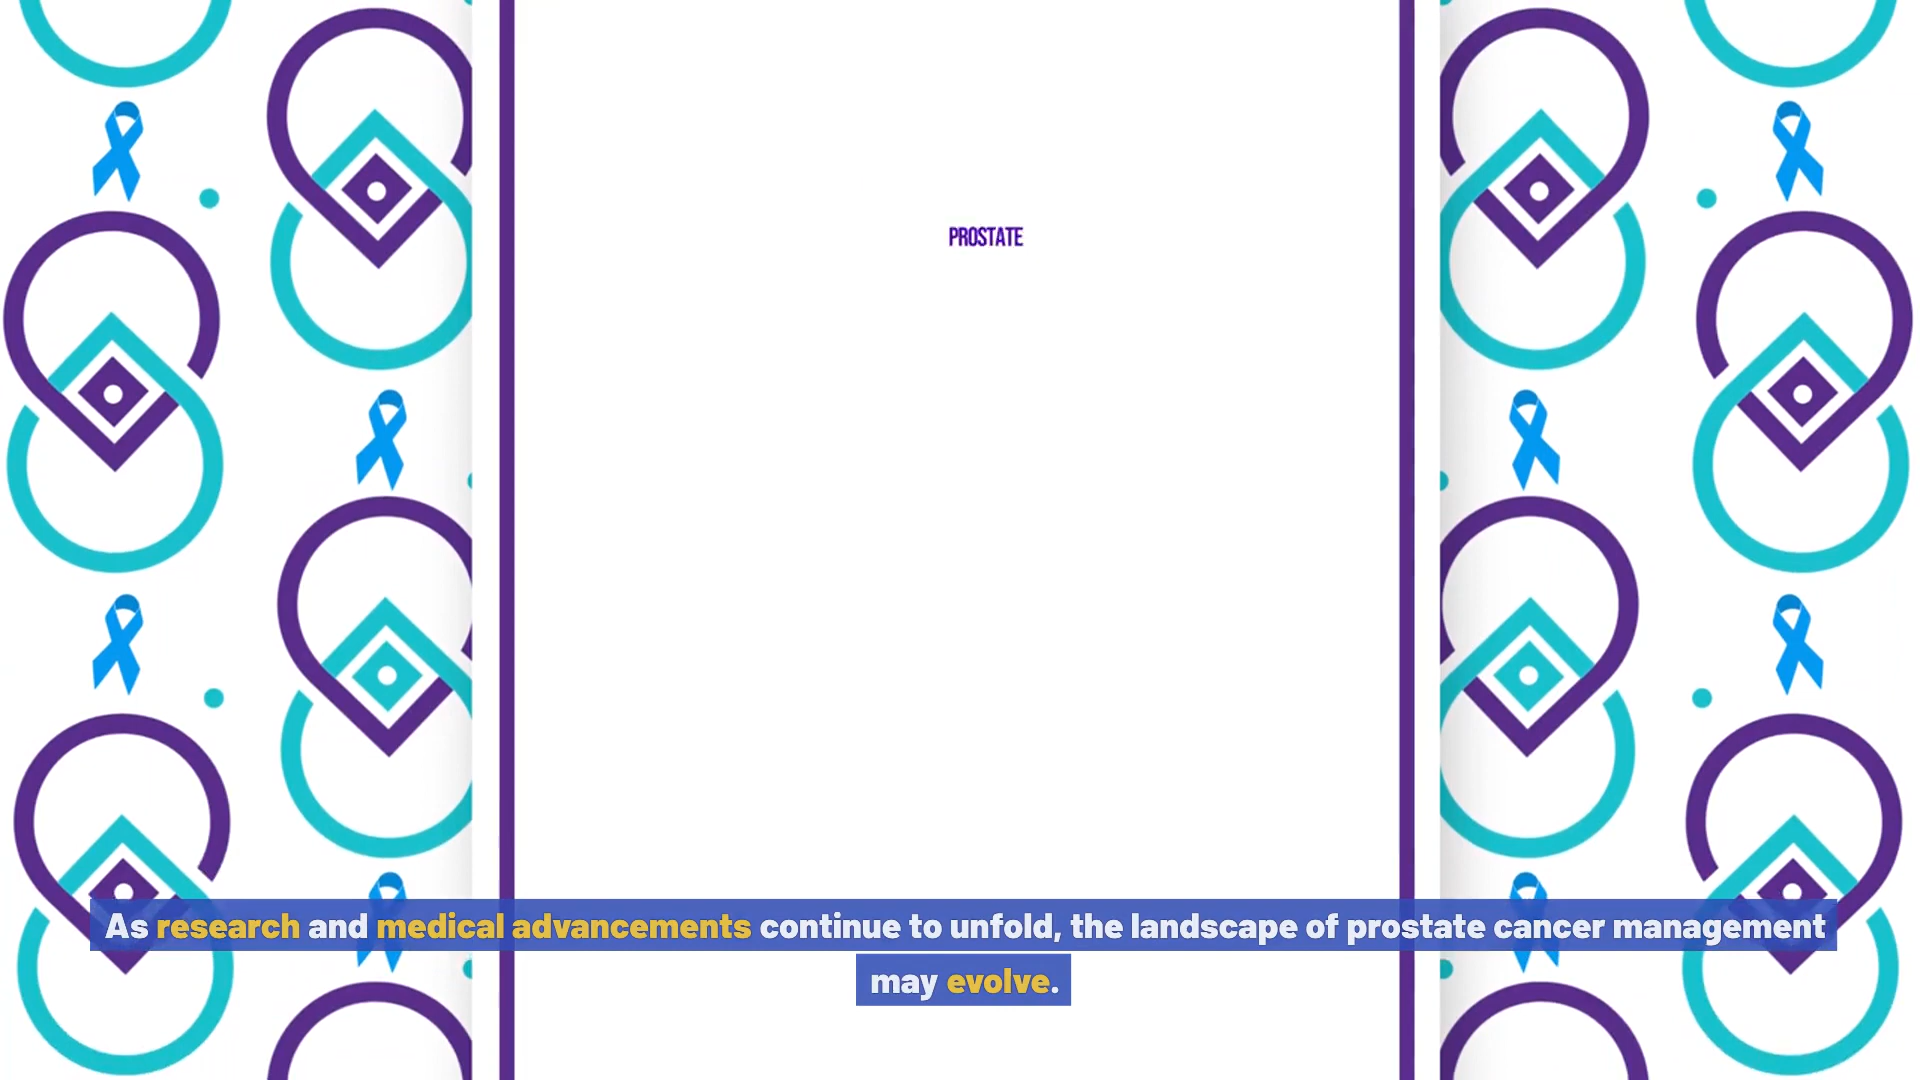 PROSTATE
As research and medical advancements continue to unfold, the landscape of prostate cancer management
may evolve.